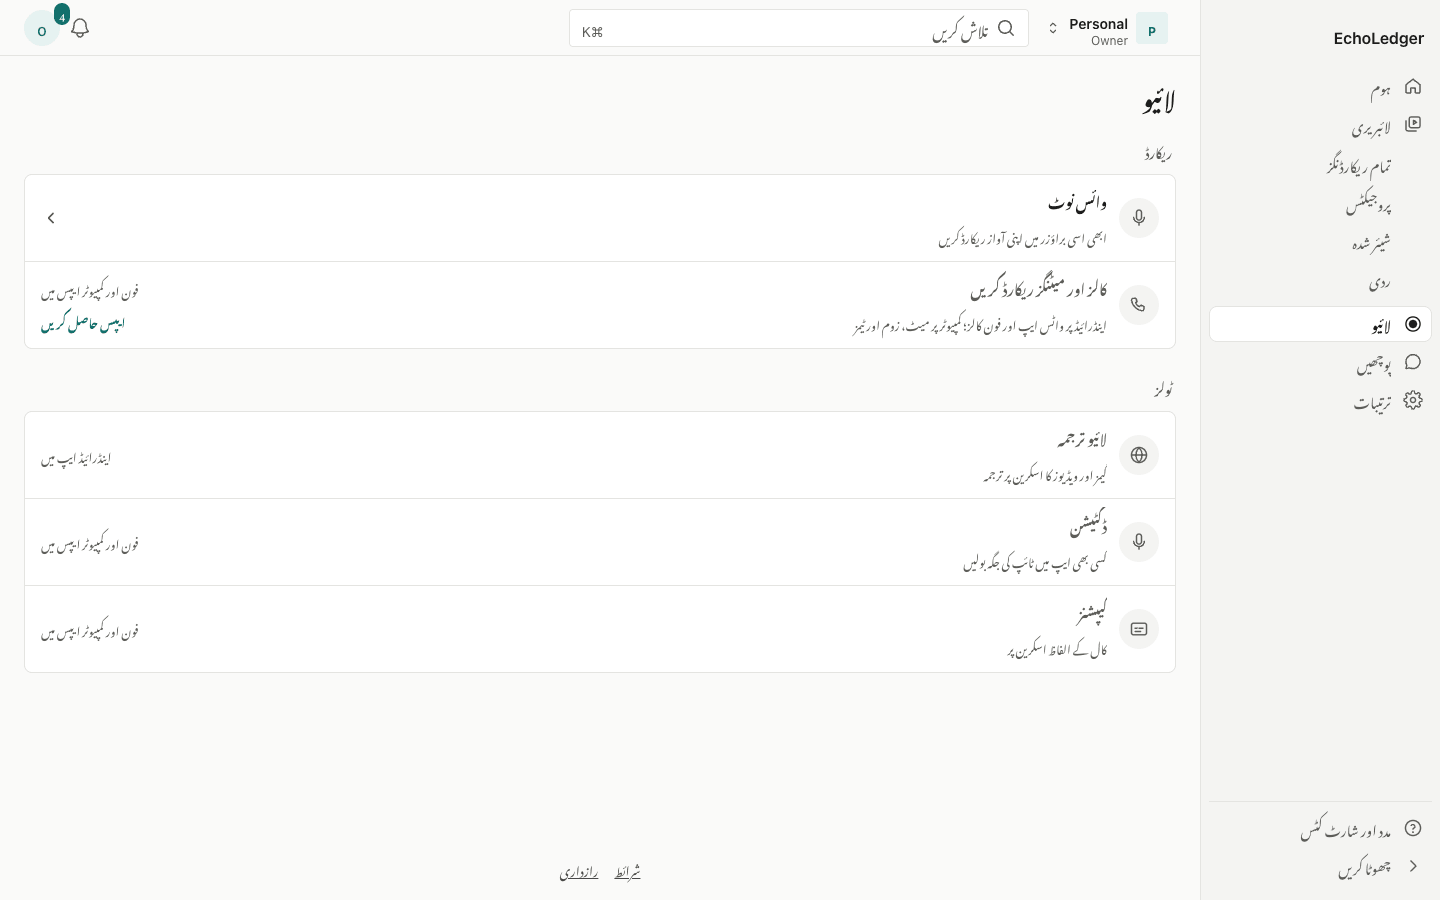 EchoLedger
ہوم
لائبریری
تمام ریکارڈنگز
پروجیکٹس
شیئر شدہ
ردی
لائیو
پوچھیں
ترتیبات
مدد اور شارٹ کٹس
چھوٹا کریں
P
Personal
Owner
تلاش کریں
K⌘
4
O
لائیو
ریکارڈ
وائس نوٹ
ابھی اسی براؤزر میں اپنی آواز ریکارڈ کریں
کالز اور میٹنگز ریکارڈ کریں
اینڈرائیڈ پر واٹس ایپ اور فون کالز؛ کمپیوٹر پر میٹ، زوم اور ٹیمز
فون اور کمپیوٹر ایپس میں
ایپس حاصل کریں
ٹولز
لائیو ترجمہ
گیمز اور ویڈیوز کا اسکرین پر ترجمہ
اینڈرائیڈ ایپ میں
ڈکٹیشن
کسی بھی ایپ میں ٹائپ کی جگہ بولیں
فون اور کمپیوٹر ایپس میں
کیپشنز
کال کے الفاظ اسکرین پر
فون اور کمپیوٹر ایپس میں
شرائط
رازداری